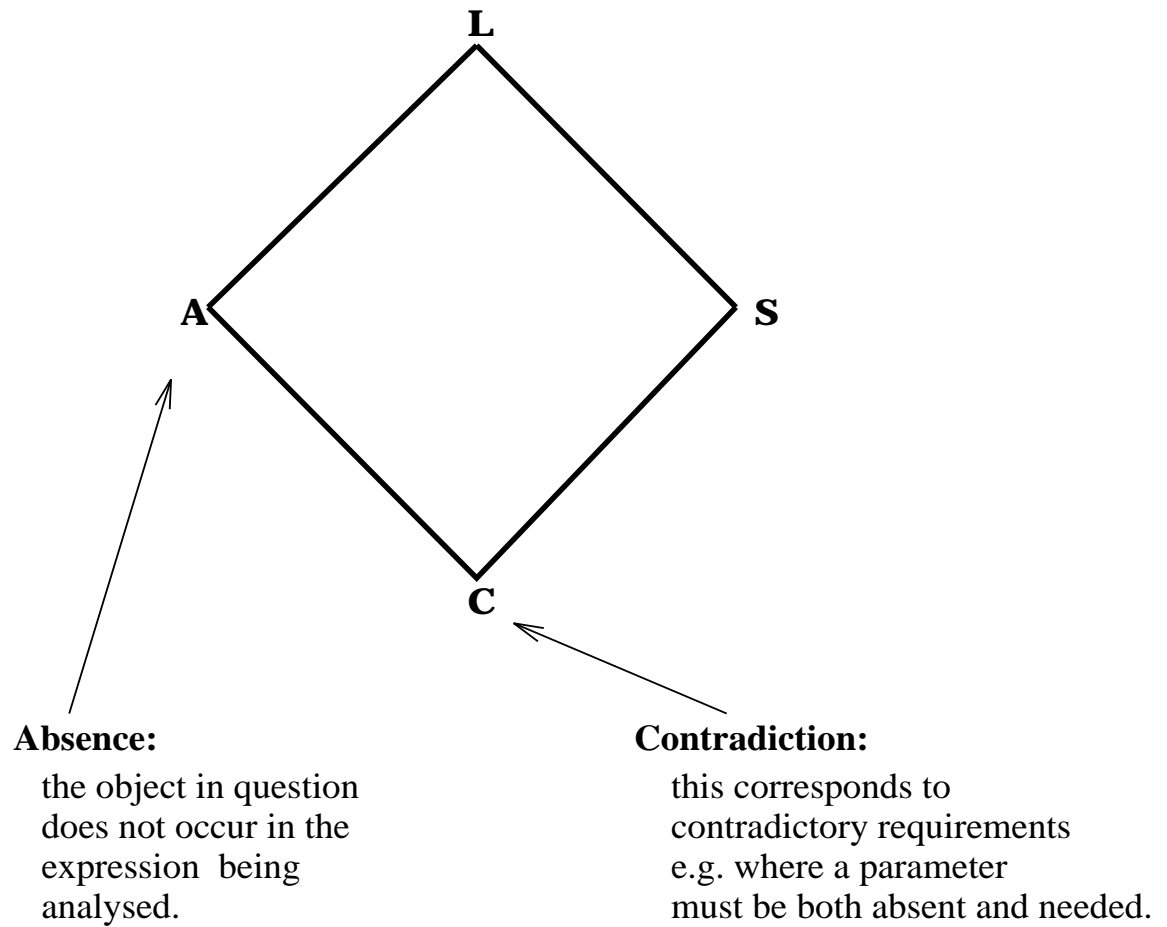 L
A
S
C
Absence:
the object in question
does not occur in the
expression being
analysed.
Contradiction:
this corresponds to
contradictory requirements
e.g. where a parameter
must be both absent and needed.